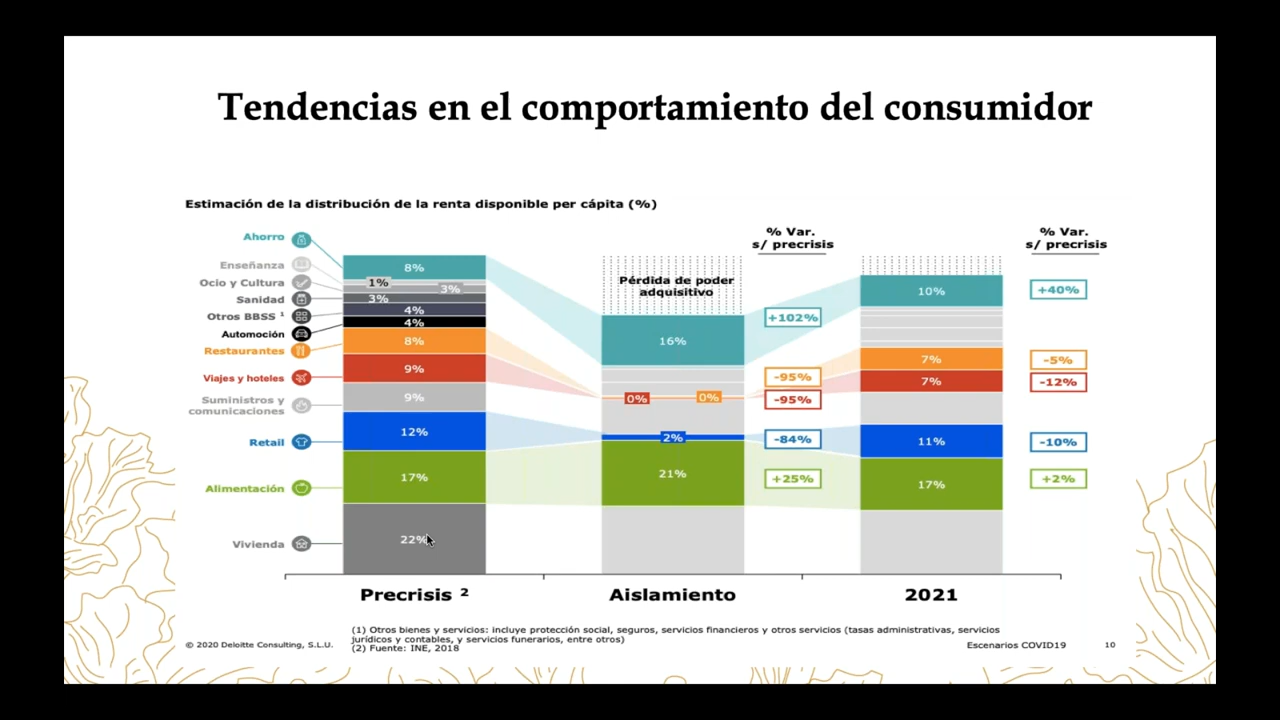 Tendencias en el comportamiento del consumidor
Estimación de la distribución de la renta disponible per cápita (%)
% Var.
s/ precrisis
% Var.
s/ precrisis
Ahorro
Enseñanza
Ocio y Cultura
Sanidad
Otros BBSS ¹
Automoción
Restaurantes
Viajes y hoteles
Suministros y
comunicaciones
Retail
Alimentación
Vivienda
8%
1%
3%
3%
4%
4%
8%
9%
9%
12%
17%
22%
Pérdida de poder
adquisitivo
16%
0%
0%
2%
21%
+102%
-95%
-95%
-84%
+25%
10%
7%
7%
11%
17%
+40%
-5%
-12%
-10%
+2%
Precrisis ²
Aislamiento
2021
(1) Otros bienes y servicios: incluye protección social, seguros, servicios financieros y otros servicios (tasas administrativas, servicios
jurídicos y contables, y servicios funerarios, entre otros)
(2) Fuente: INE, 2018
© 2020 Deloitte Consulting, S.L.U.
Escenarios COVID19
10